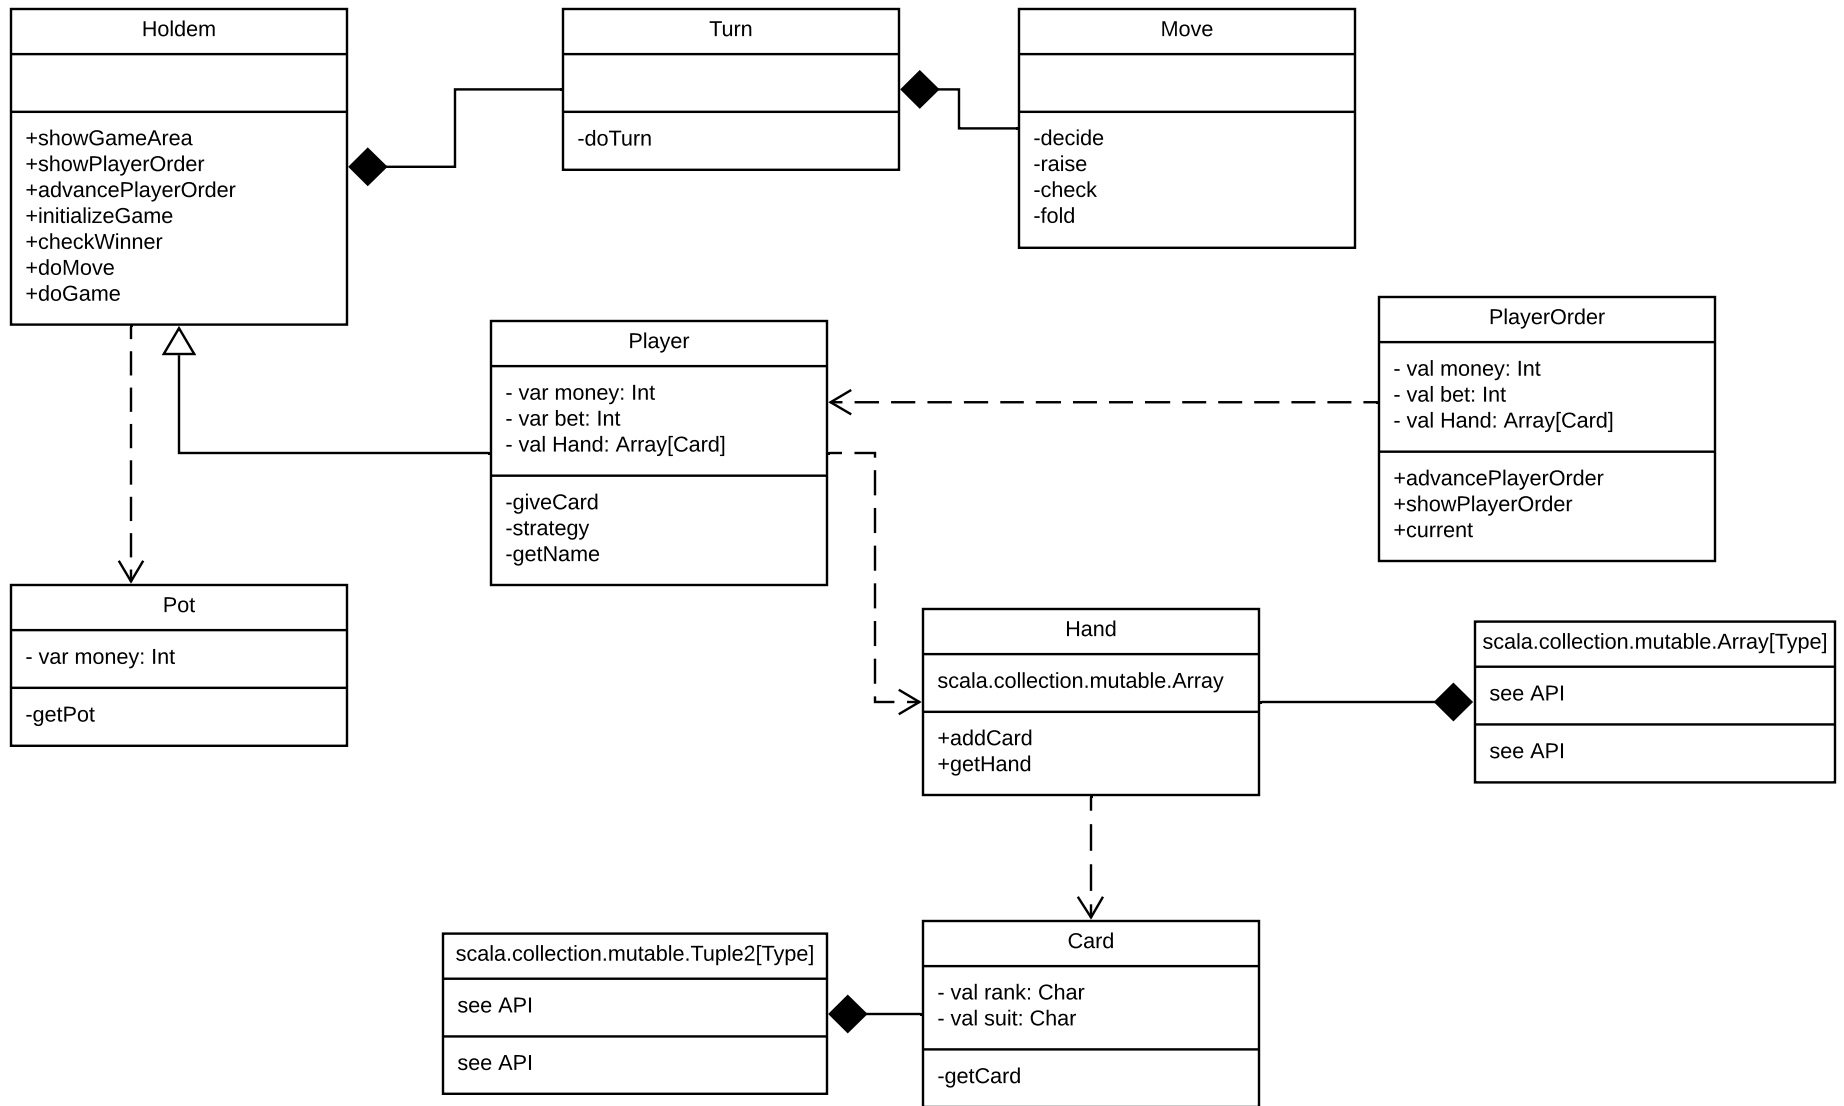 Holdem
+showGameArea
+showPlayerOrder
+advancePlayerOrder
+initializeGame
+checkWinner
+doMove
+doGame
Turn
-doTurn
Move
-decide
-raise
-check
-fold
Player
- var money: Int
- var bet: Int
- val Hand: Array[Card]
-giveCard
-strategy
-getName
PlayerOrder
- val money: Int
- val bet: Int
- val Hand: Array[Card]
+advancePlayerOrder
+showPlayerOrder
+current
Pot
- var money: Int
-getPot
Hand
scala.collection.mutable.Array
+addCard
+getHand
scala.collection.mutable.Array[Type]
see API
see API
scala.collection.mutable.Tuple2[Type]
see API
see API
Card
- val rank: Char
- val suit: Char
-getCard